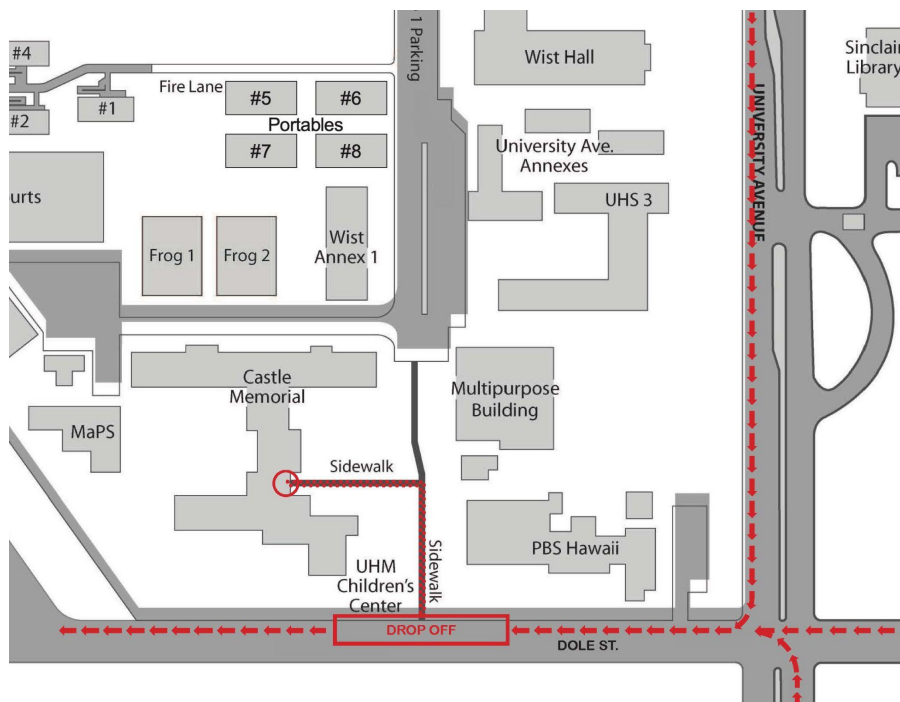 #4
Fire Lane
#5
#6
#1
#2
Portables
#7
#8
1 Parking
Wist Hall
Sinclair
Library
University Ave.
Annexes
UNIVERSITY AVENUE
UHS 3
urts
Frog 1
Frog 2
Wist
Annex 1
Castle
Memorial
Multipurpose
Building
MaPS
Sidewalk
Sidewalk
PBS Hawaii
UHM
Children's
Center
DROP OFF
DOLE ST.